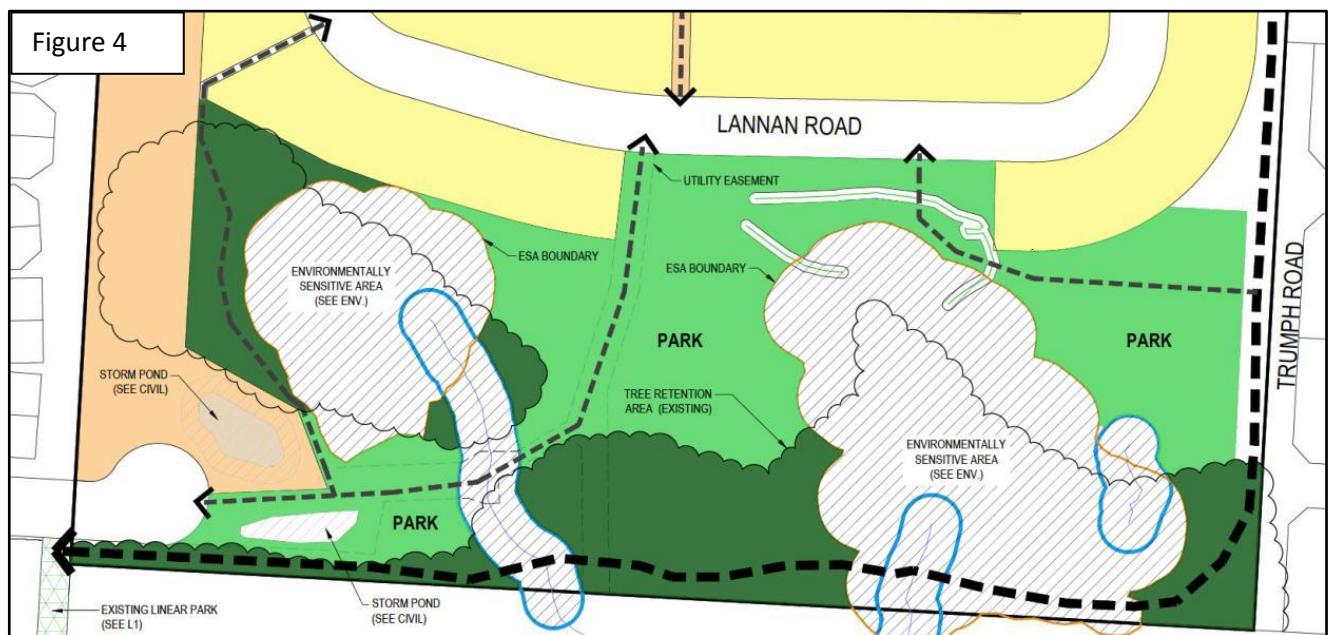 Figure 4
LANNAN ROAD
UTILITY EASEMENT
ESA BOUNDARY
ESA BOUNDARY
ENVIRONMENTALLY
SENSITIVE AREA
(SEE ENV.)
PARK
PARK
TRUMPH ROAD
STORM POND
(SEE CIVIL)
TREE RETENTION
AREA (EXISTING)
ENVIRONMENTALLY
SENSITIVE AREA
(SEE ENV.)
PARK
EXISTING LINEAR PARK
(SEE L1)
STORM POND
(SEE CIVIL)